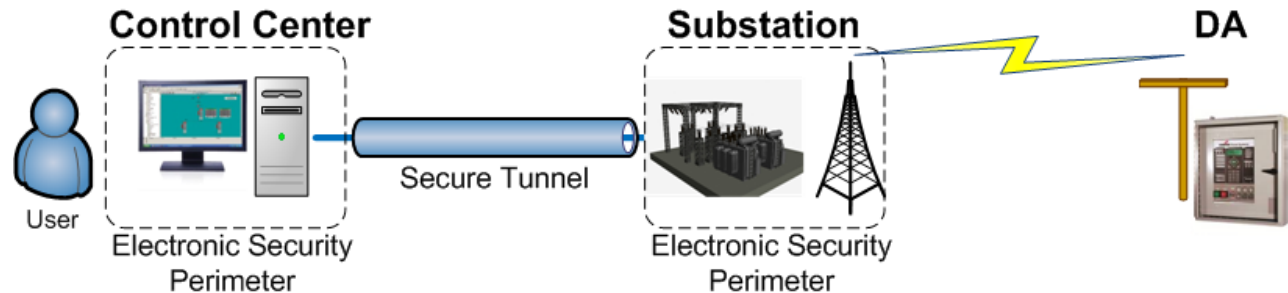 Control Center
Substation
DA
Secure Tunnel
User
Electronic Security
Perimeter
Electronic Security
Perimeter